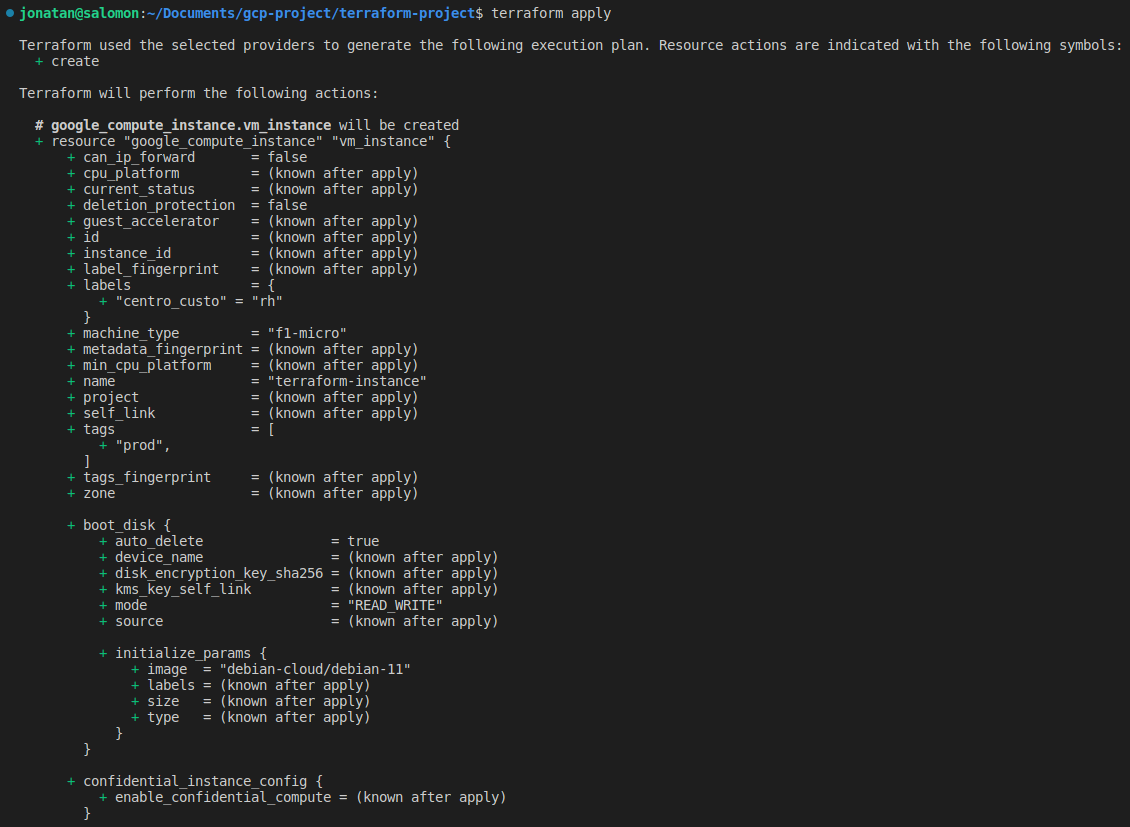 jonatan@salomon:~/Documents/gcp-project/terraform-project$ terraform apply
Terraform used the selected providers to generate the following execution plan. Resource actions are indicated with the following symbols:
+ create
Terraform will perform the following actions:
# google_compute_instance.vm_instance will be created
+ resource "google_compute_instance" "vm_instance" {
+ can_ip_forward = false
+ cpu_platform = (known after apply)
+ current_status = (known after apply)
+ deletion_protection = false
+ guest_accelerator = (known after apply)
+ id = (known after apply)
+ instance_id = (known after apply)
+ label_fingerprint = (known after apply)
+ labels = {
+ "centro_custo" = "rh"
}
+ machine_type = "f1-micro"
+ metadata_fingerprint = (known after apply)
+ min_cpu_platform = (known after apply)
+ name = "terraform-instance"
+ project = (known after apply)
+ self_link = (known after apply)
+ tags = [
+ "prod",
]
+ tags_fingerprint = (known after apply)
+ zone = (known after apply)
+ boot_disk {
+ auto_delete = true
+ device_name = (known after apply)
+ disk_encryption_key_sha256 = (known after apply)
+ kms_key_self_link = (known after apply)
+ mode = "READ_WRITE"
+ source = (known after apply)
+ initialize_params {
+ image = "debian-cloud/debian-11"
+ labels = (known after apply)
+ size = (known after apply)
+ type = (known after apply)
}
}
+ confidential_instance_config {
+ enable_confidential_compute = (known after apply)
}